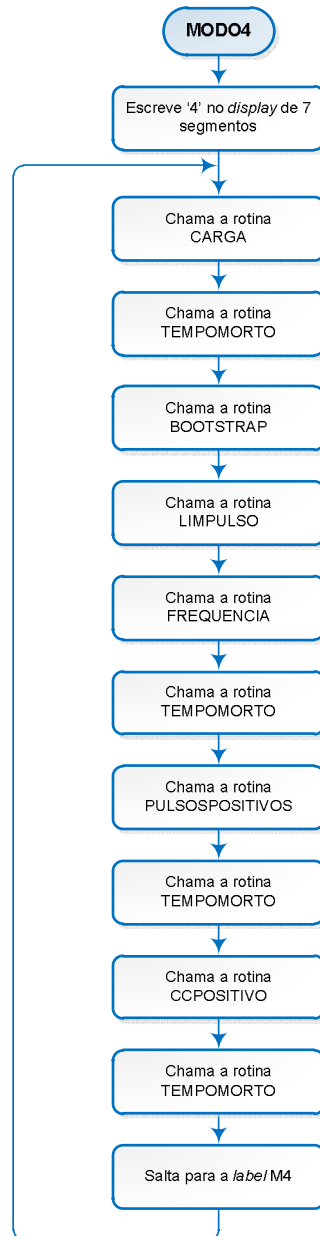 MODO4
Escreve ‘4’ no display de 7
segmentos
Chama a rotina
CARGA
Chama a rotina
TEMPOMORTO
Chama a rotina
BOOTSTRAP
Chama a rotina
LIMPULSO
Chama a rotina
FREQUENCIA
Chama a rotina
TEMPOMORTO
Chama a rotina
PULSOSPOSITIVOS
Chama a rotina
TEMPOMORTO
Chama a rotina
CCPOSITIVO
Chama a rotina
TEMPOMORTO
Salta para a label M4